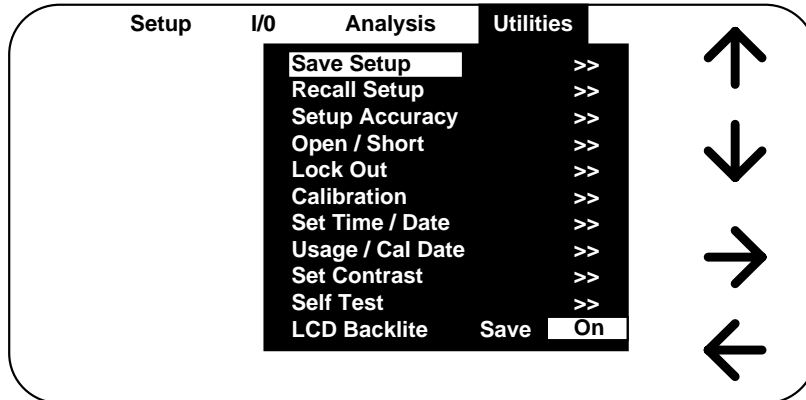 Setup I/0 Analysis Utilities
Save Setup >>
Recall Setup >>
Setup Accuracy >>
Open / Short >>
Lock Out >>
Calibration >>
Set Time / Date >>
Usage / Cal Date >>
Set Contrast >>
Self Test >>
LCD Backlite Save On